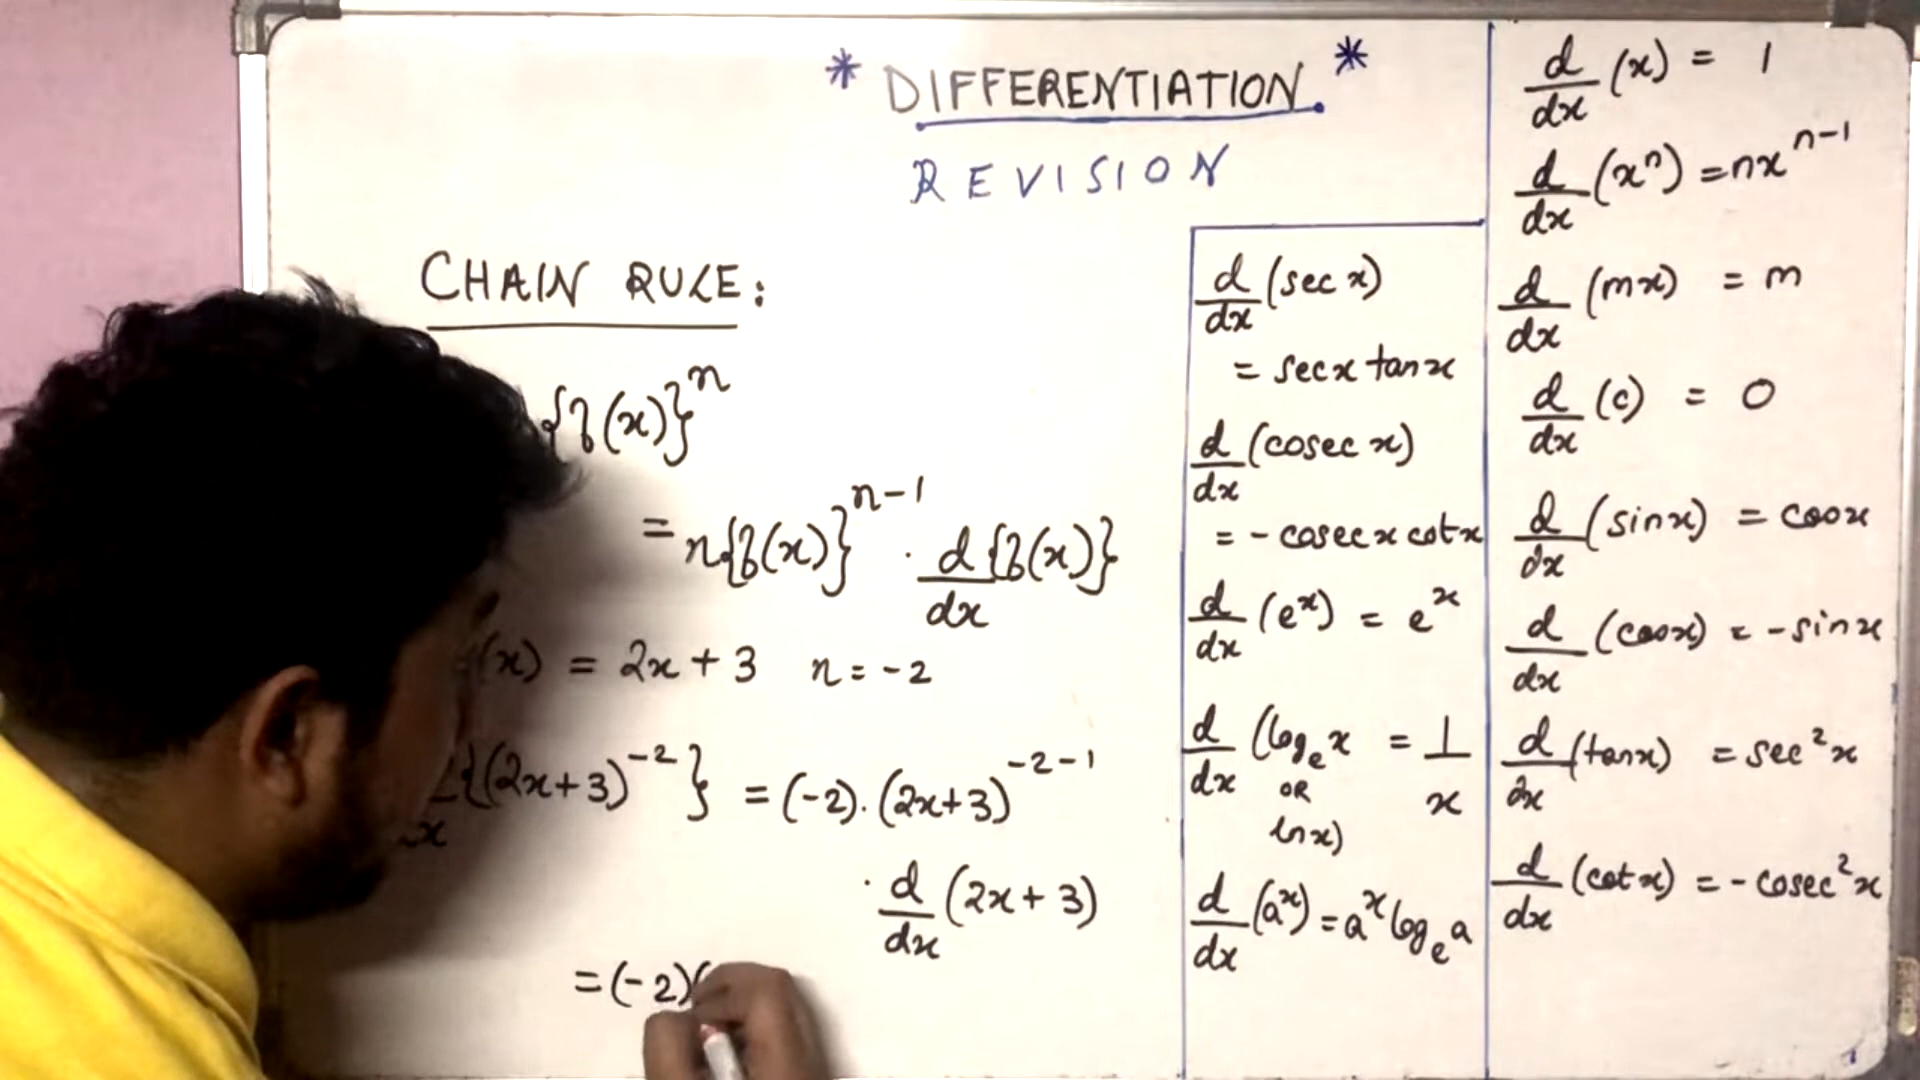 * DIFFERENTIATION *
REVISION
CHAIN RULE:
{f(x)}^n
= n{f(x)}^{n-1} · d/dx {f(x)}
(x) = 2x + 3 n = -2
{(2x+3)^{-2}} = (-2)·(2x+3)^{-2-1}
· d/dx (2x + 3)
= (-2)(
d/dx (sec x)
= sec x tan x
d/dx (cosec x)
= - cosec x cot x
d/dx (e^x) = e^x
d/dx (log_e x = 1/x
OR
ln x)
d/dx (a^x) = a^x log_e a
d/dx (x) = 1
d/dx (x^n) = nx^{n-1}
d/dx (mx) = m
d/dx (c) = 0
d/dx (sin x) = cos x
d/dx (cos x) = - sin x
d/dx (tan x) = sec^2 x
d/dx (cot x) = - cosec^2 x